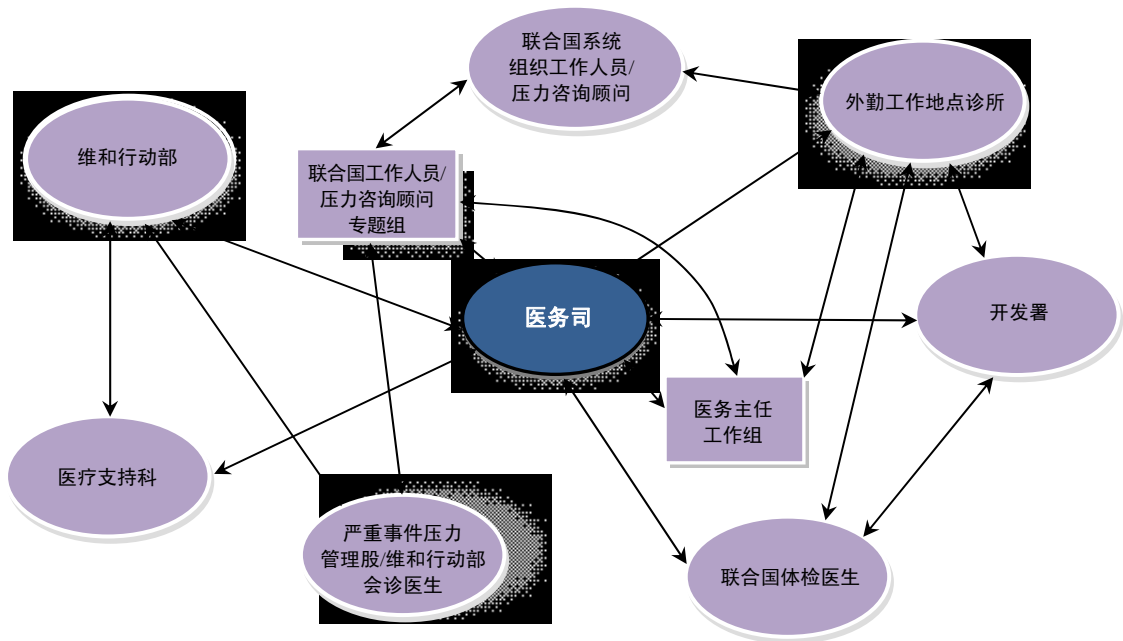 联合国系统
组织工作人员/
压力咨询顾问
外勤工作地点诊所
维和行动部
联合国工作人员/
压力咨询顾问
专题组
医务司
开发署
医务主任
工作组
医疗支持科
严重事件压力
管理股/维和行动部
会诊医生
联合国体检医生